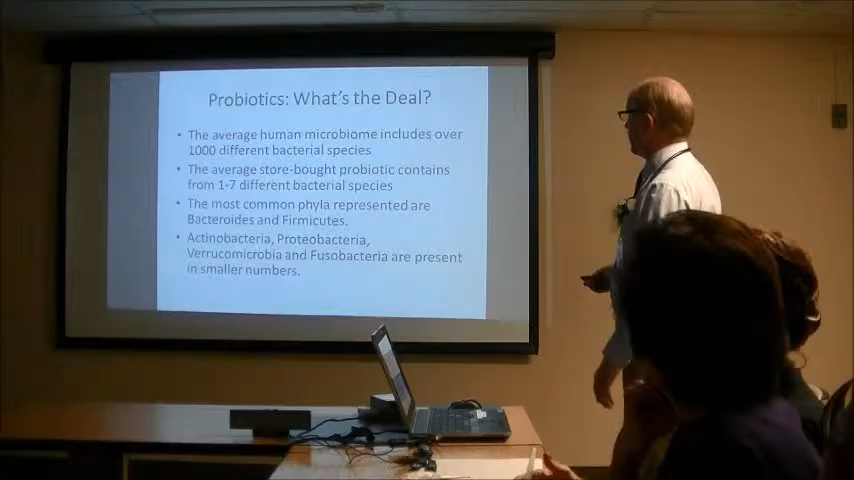 Probiotics: What's the Deal?
• The average human microbiome includes over
1000 different bacterial species
• The average store-bought probiotic contains
from 1-7 different bacterial species
• The most common phyla represented are
Bacteroides and Firmicutes.
• Actinobacteria, Proteobacteria,
Verrucomicrobia and Fusobacteria are present
in smaller numbers.